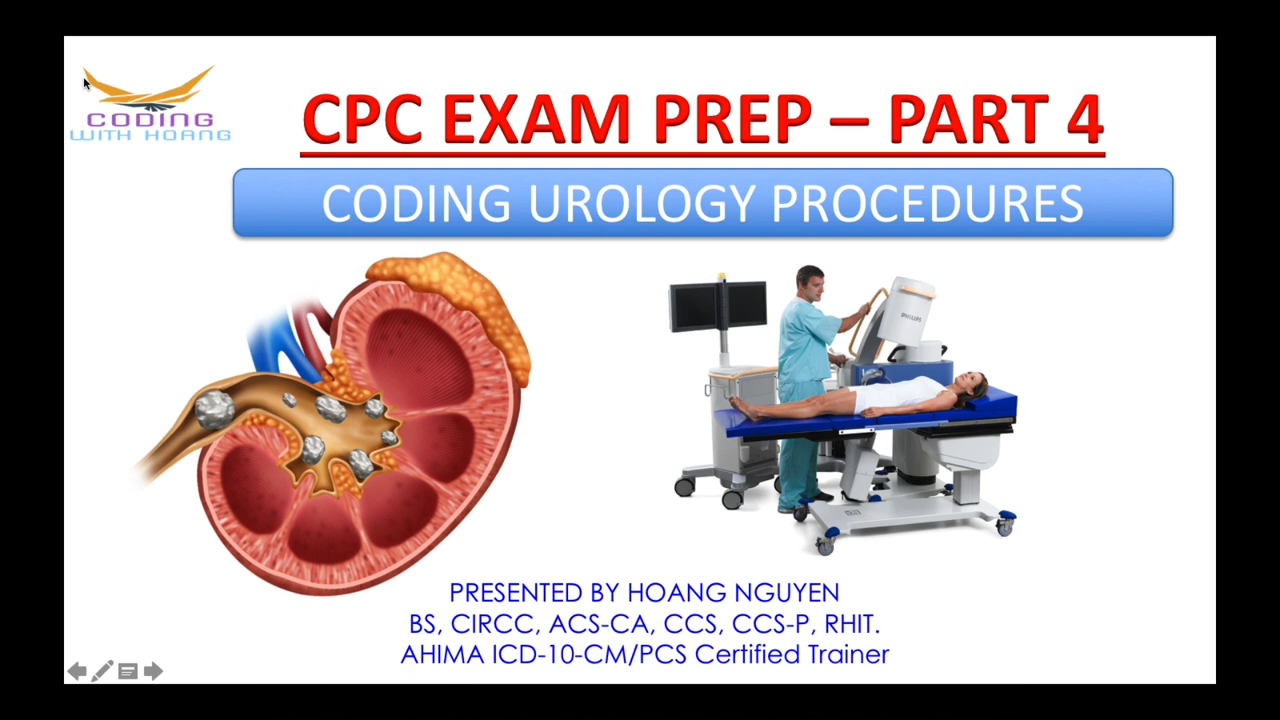 CODING
WITH HOANG
CPC EXAM PREP – PART 4
CODING UROLOGY PROCEDURES
PHILIPS
PRESENTED BY HOANG NGUYEN
BS, CIRCC, ACS-CA, CCS, CCS-P, RHIT.
AHIMA ICD-10-CM/PCS Certified Trainer